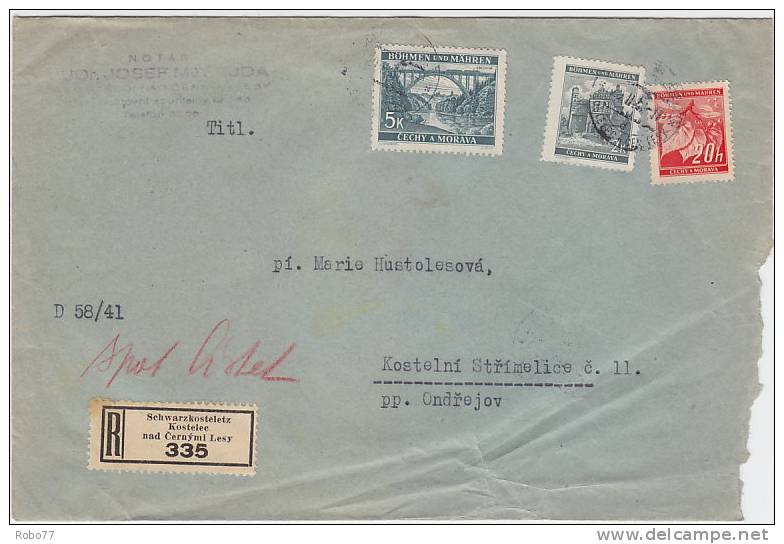 NOTÁŘ
JUDr. JOSEF
Titl.
BÖHMEN UND MÄHREN
5K
ČECHY A MORAVA
BÖHMEN UND MÄHREN
ČECHY A MORAVA
BÖHMEN UND MÄHREN
20h
ČECHY A MORAVA
pí. Marie Hustolesová,
D 58/41
Kostelní Střímelice č. 11.
pp. Ondřejov
R
Schwarzkosteletz
Kostelec
nad Černými Lesy
335
Robo77
delcampe.net